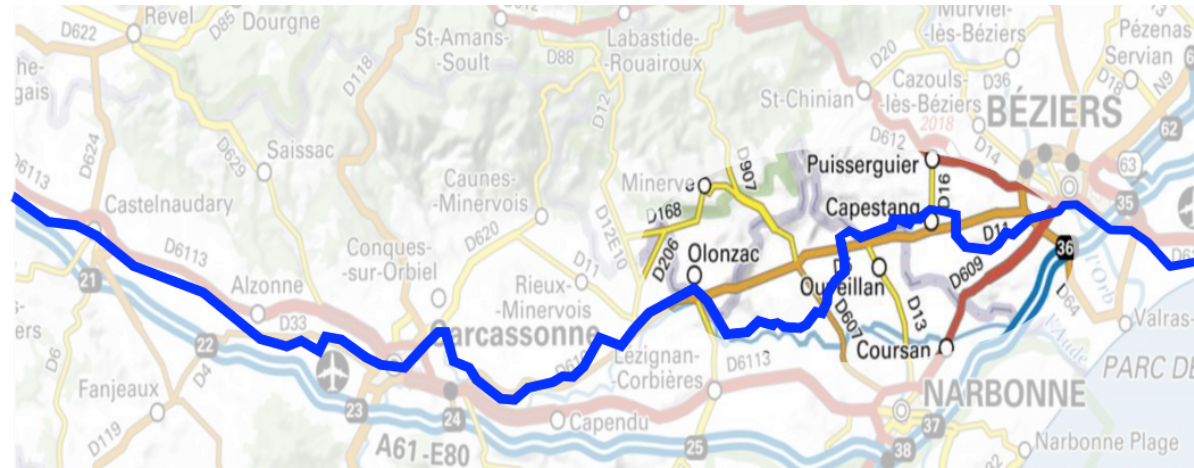 Revel
D85
Dourgne
D622
D612
St-Amans-
-Soult
D88
Labastide-
-Rouairoux
Murviel-
-lès-Béziers
Pézenas
D20
D36
Servian
D18
N9
Cazouls-
-lès-Béziers
2018
St-Chinian
BÉZIERS
D118
D12
D624
D629
Saissac
D6113
Castelnaudary
Caunes-
-Minervois
Minerve
D907
D612
D14
62
63
Puisserguier
D16
Capestang
35
D168
D12E10
D206
Olonzac
D11
D609
36
l'Orb
D64
D6113
21
Conques-
-sur-Orbiel
D620
D11
Alzonne
Rieux-
-Minervois
Ouveillan
D13
D607
D33
Carcassonne
22
D6
D4
Fanjeaux
D119
23
24
Capendu
Lézignan-
-Corbières
D6113
Coursan
l'Aude
Valras-
PARC DE
NARBONNE
A61-E80
25
37
38
Narbonne Plage